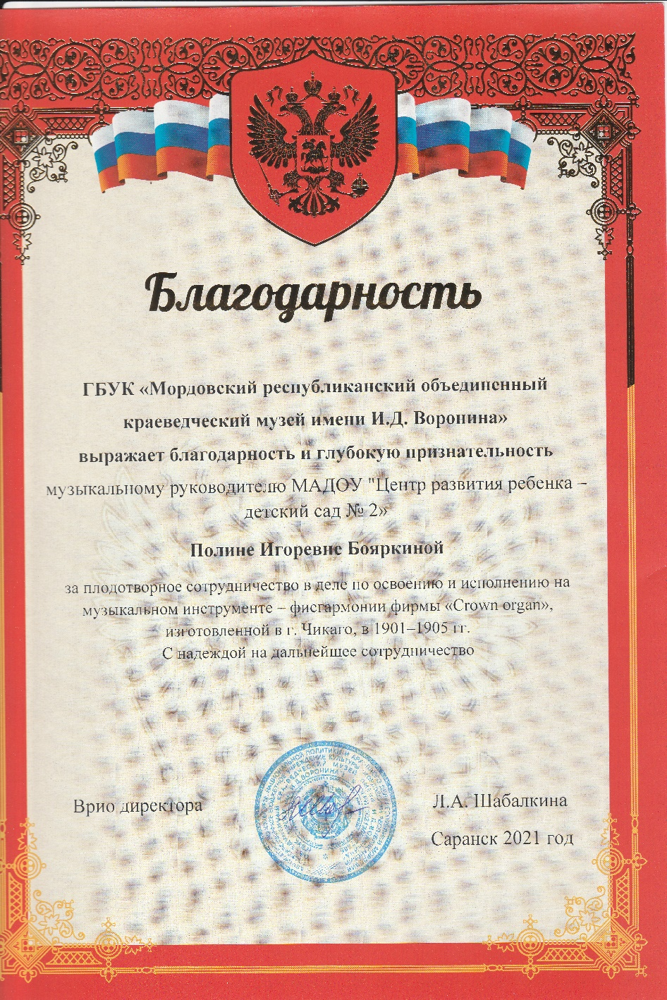 Благодарность
ГБУК «Мордовский республиканский объединенный
краеведческий музей имени И.Д. Воронина»
выражает благодарность и глубокую признательность
музыкальному руководителю МАДОУ "Центр развития ребенка –
детский сад № 2»
Полине Игоревне Бояркиной
за плодотворное сотрудничество в деле по освоению и исполнению на
музыкальном инструменте – фисгармонии фирмы «Crown organ»,
изготовленной в г. Чикаго, в 1901–1905 гг.
С надеждой на дальнейшее сотрудничество
Врио директора
Л.А. Шабалкина
Саранск 2021 год